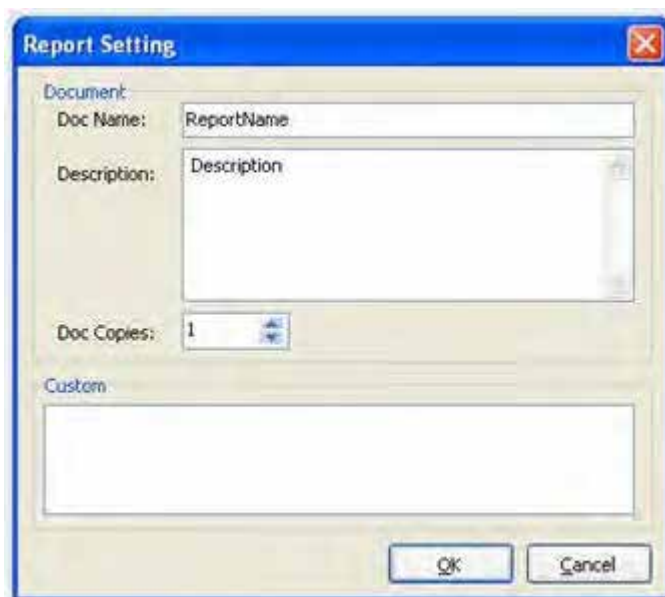 Report Setting
Document
Doc Name: ReportName
Description: Description
Doc Copies: 1
Custom
OK Cancel